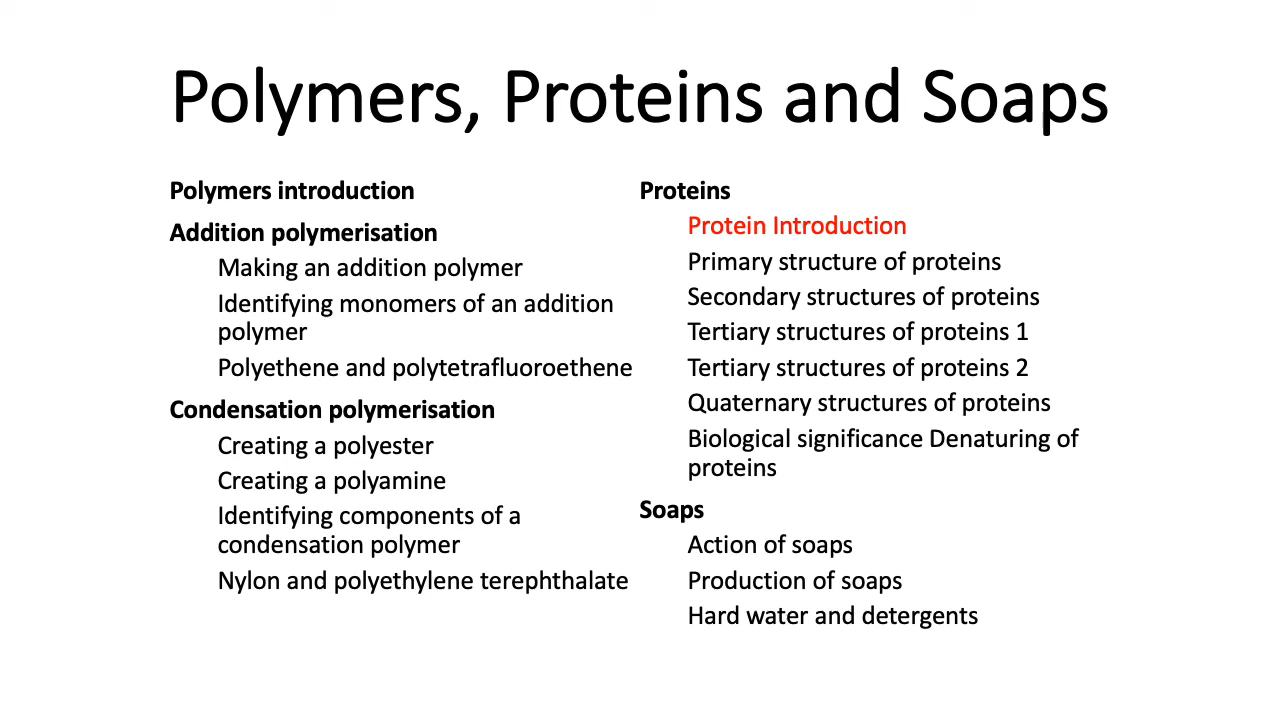 Polymers, Proteins and Soaps
Polymers introduction
Addition polymerisation
Making an addition polymer
Identifying monomers of an addition
polymer
Polyethene and polytetrafluoroethene
Condensation polymerisation
Creating a polyester
Creating a polyamine
Identifying components of a
condensation polymer
Nylon and polyethylene terephthalate
Proteins
Protein Introduction
Primary structure of proteins
Secondary structures of proteins
Tertiary structures of proteins 1
Tertiary structures of proteins 2
Quaternary structures of proteins
Biological significance Denaturing of
proteins
Soaps
Action of soaps
Production of soaps
Hard water and detergents